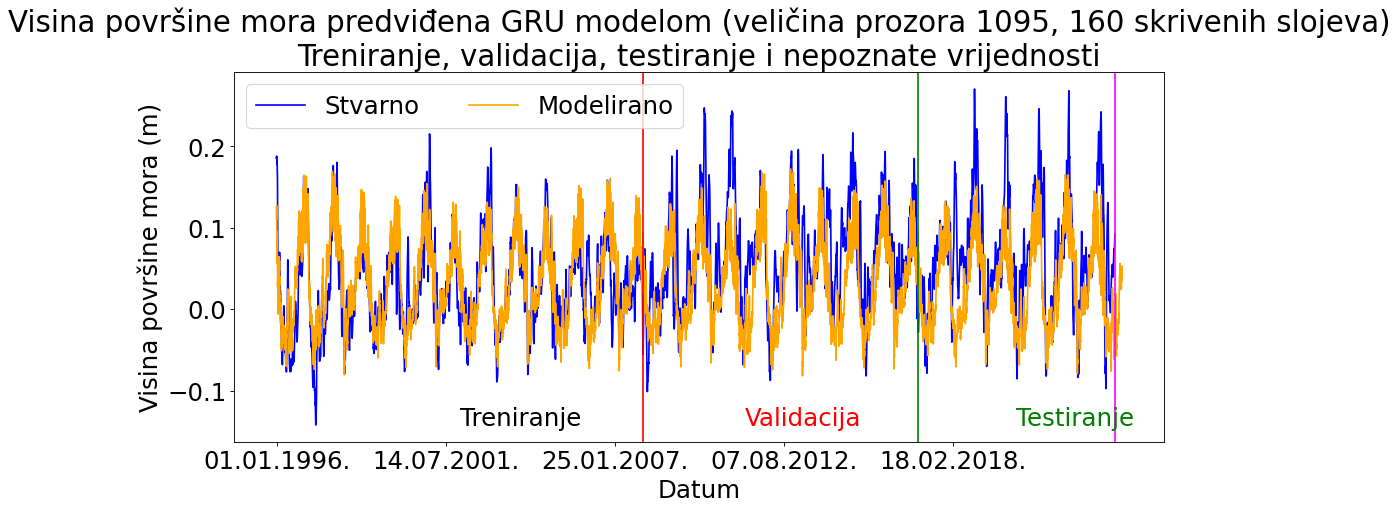 Visina površine mora predviđena GRU modelom (veličina prozora 1095, 160 skrivenih slojeva)
Treniranje, validacija, testiranje i nepoznate vrijednosti
Stvarno Modelirano
Visina površine mora (m)
0.2
0.1
0.0
−0.1
Treniranje Validacija Testiranje
01.01.1996. 14.07.2001. 25.01.2007. 07.08.2012. 18.02.2018.
Datum